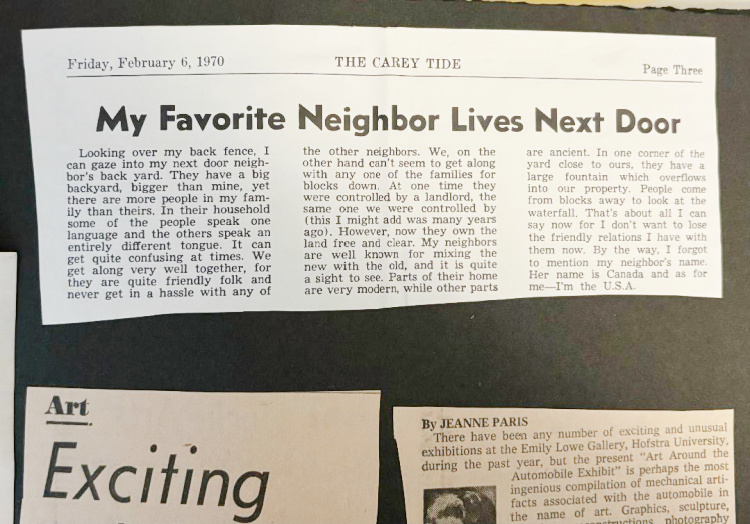 Friday, February 6, 1970
THE CAREY TIDE
Page Three
My Favorite Neighbor Lives Next Door
Looking over my back fence, I
can gaze into my next door neigh-
bor's back yard. They have a big
backyard, bigger than mine, yet
there are more people in my fam-
ily than theirs. In their household
some of the people speak one
language and the others speak an
entirely different tongue. It can
get quite confusing at times. We
get along very well together, for
they are quite friendly folk and
never get in a hassle with any of
the other neighbors. We, on the
other hand can't seem to get along
with any one of the families for
blocks down. At one time they
were controlled by a landlord, the
same one we were controlled by
(this I might add was many years
ago). However, now they own the
land free and clear. My neighbors
are well known for mixing the
new with the old, and it is quite
a sight to see. Parts of their home
are very modern, while other parts
are ancient. In one corner of the
yard close to ours, they have a
large fountain which overflows
into our property. People come
from blocks away to look at the
waterfall. That's about all I can
say now for I don't want to lose
the friendly relations I have with
them now. By the way, I forgot
to mention my neighbor's name.
Her name is Canada and as for
me—I'm the U.S.A.
Art
Exciting
By JEANNE PARIS
There have been any number of exciting and unusual
exhibitions at the Emily Lowe Gallery, Hofstra University,
during the past year, but the present "Art Around the
Automobile Exhibit" is perhaps the most
ingenious compilation of mechanical arti-
facts associated with the automobile in
the name of art. Graphics, sculpture,
photography